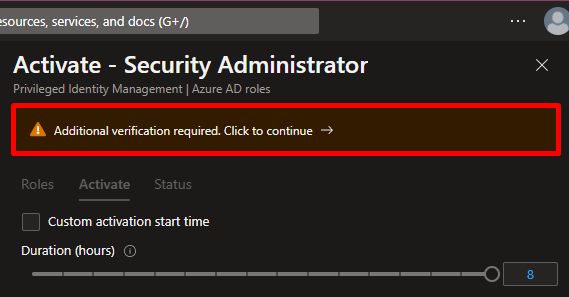 esources, services, and docs (G+/)
Activate - Security Administrator
Privileged Identity Management | Azure AD roles
Additional verification required. Click to continue →
Roles Activate Status
Custom activation start time
Duration (hours)
8